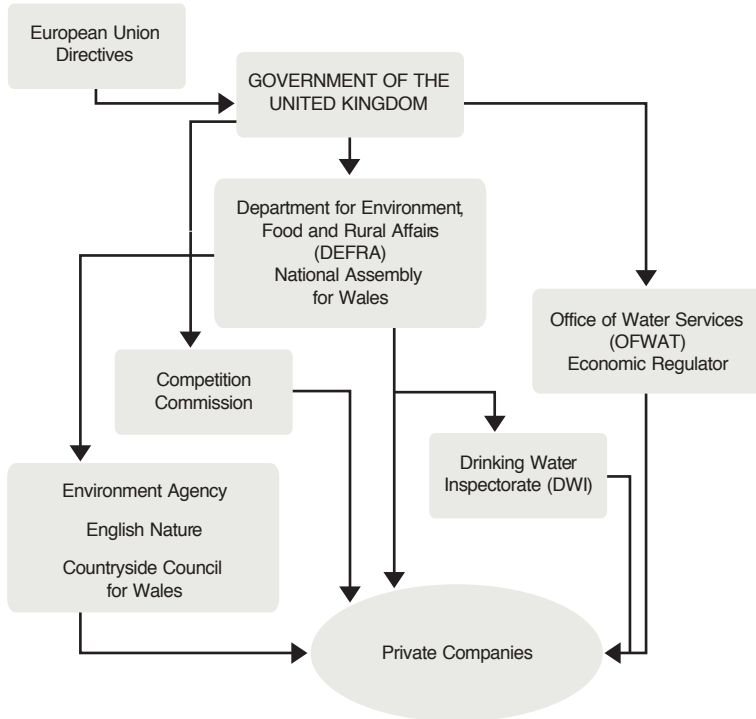 European Union
Directives
GOVERNMENT OF THE
UNITED KINGDOM
Department for Environment,
Food and Rural Affairs
(DEFRA)
National Assembly
for Wales
Office of Water Services
(OFWAT)
Economic Regulator
Competition
Commission
Drinking Water
Inspectorate (DWI)
Environment Agency
English Nature
Countryside Council
for Wales
Private Companies